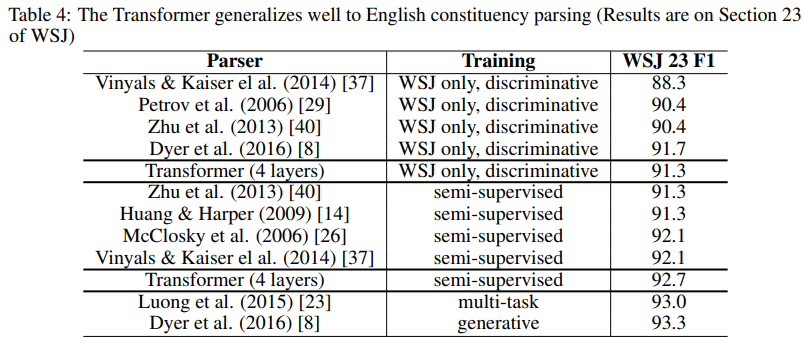 Table 4: The Transformer generalizes well to English constituency parsing (Results are on Section 23
of WSJ)
Parser Training WSJ 23 F1
Vinyals & Kaiser el al. (2014) [37] WSJ only, discriminative 88.3
Petrov et al. (2006) [29] WSJ only, discriminative 90.4
Zhu et al. (2013) [40] WSJ only, discriminative 90.4
Dyer et al. (2016) [8] WSJ only, discriminative 91.7
Transformer (4 layers) WSJ only, discriminative 91.3
Zhu et al. (2013) [40] semi-supervised 91.3
Huang & Harper (2009) [14] semi-supervised 91.3
McClosky et al. (2006) [26] semi-supervised 92.1
Vinyals & Kaiser el al. (2014) [37] semi-supervised 92.1
Transformer (4 layers) semi-supervised 92.7
Luong et al. (2015) [23] multi-task 93.0
Dyer et al. (2016) [8] generative 93.3